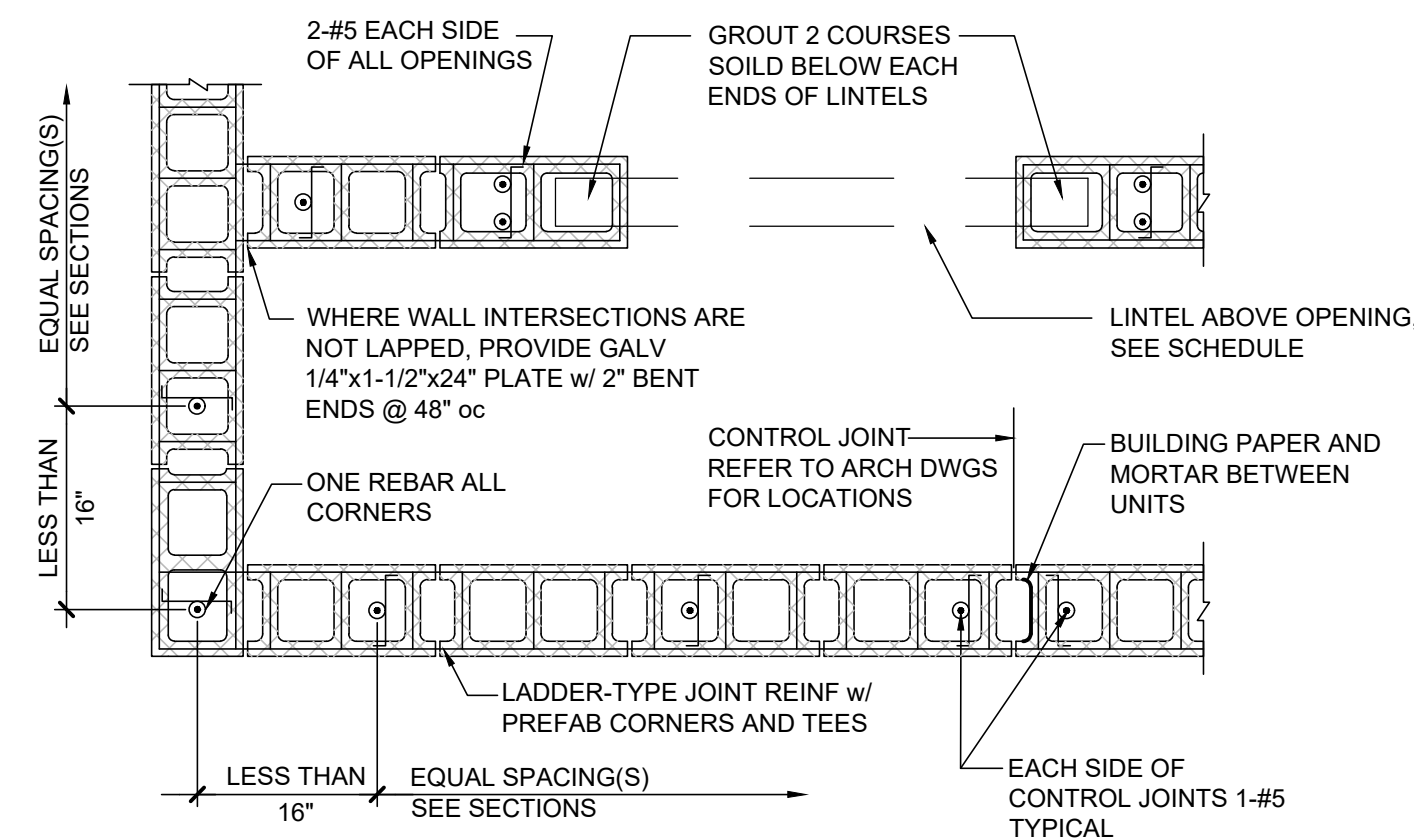 2-#5 EACH SIDE
OF ALL OPENINGS
GROUT 2 COURSES
SOILD BELOW EACH
ENDS OF LINTELS
EQUAL SPACING(S)
SEE SECTIONS
WHERE WALL INTERSECTIONS ARE
NOT LAPPED, PROVIDE GALV
1/4"x1-1/2"x24" PLATE w/ 2" BENT
ENDS @ 48" oc
LINTEL ABOVE OPENING,
SEE SCHEDULE
LESS THAN
16"
ONE REBAR ALL
CORNERS
CONTROL JOINT
REFER TO ARCH DWGS
FOR LOCATIONS
BUILDING PAPER AND
MORTAR BETWEEN
UNITS
LADDER-TYPE JOINT REINF w/
PREFAB CORNERS AND TEES
LESS THAN
16"
EQUAL SPACING(S)
SEE SECTIONS
EACH SIDE OF
CONTROL JOINTS 1-#5
TYPICAL